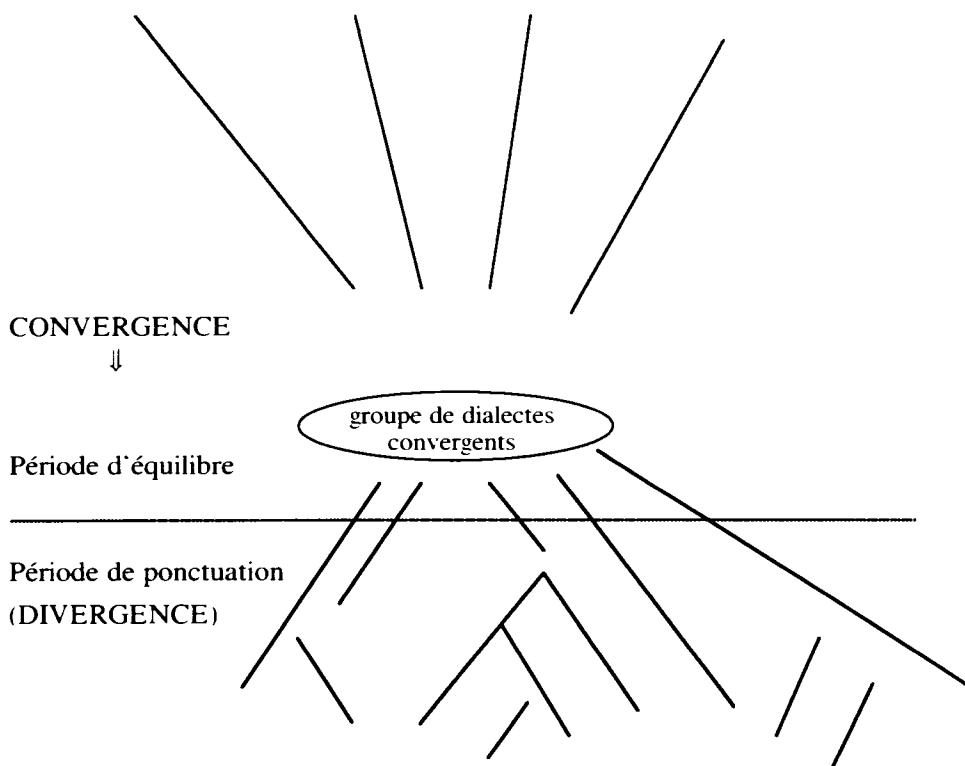 CONVERGENCE
⇓
groupe de dialectes
convergents
Période d'équilibre
Période de ponctuation
(DIVERGENCE)